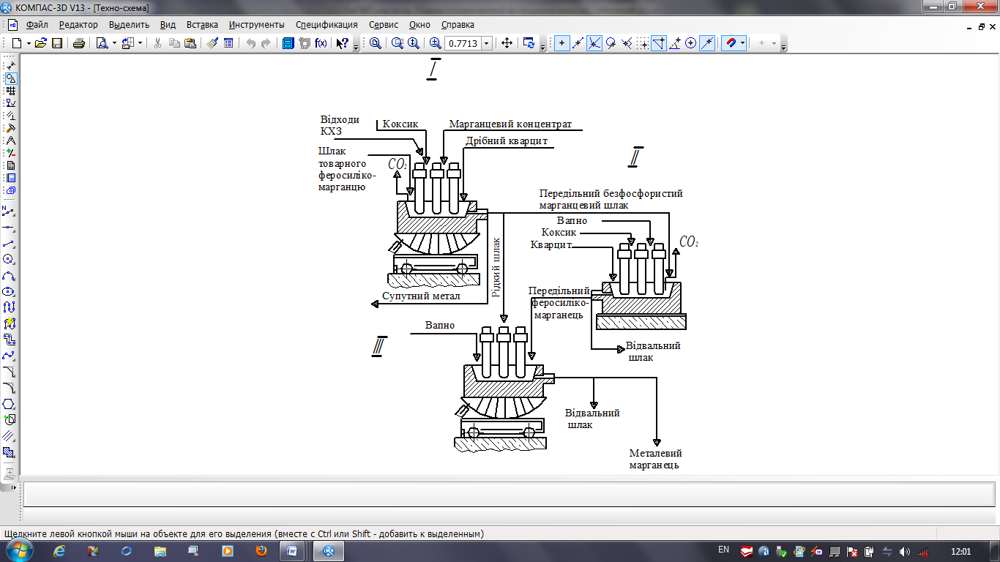 КОМПАС-3D V13 - [Техно-схема]
Файл Редактор Выделить Вид Вставка Инструменты Спецификация Сервис Окно Справка
f(x) 0.7713
I
Відходи
КХЗ
Коксик
Марганцевий концентрат
Дрібний кварцит
Шлак
товарного
феросиліко-
марганцю
CO2
II
Передільний безфосфористий
марганцевий шлак
Вапно
Коксик
Кварцит
CO2
Рідкий шлак
Супутний метал
Передільний
феросиліко-
марганець
Вапно
III
Відвальний
шлак
Відвальний
шлак
Металевий
марганець
Щелкните левой кнопкой мыши на объекте для его выделения (вместе с Ctrl или Shift - добавить к выделенным)
EN 12:01